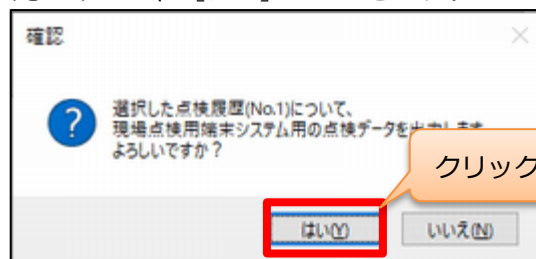 確認
選択した点検履歴(No.1)について、
現場点検用端末システム用の点検データを出力します
よろしいですか？
クリック
はい(Y)
いいえ(N)